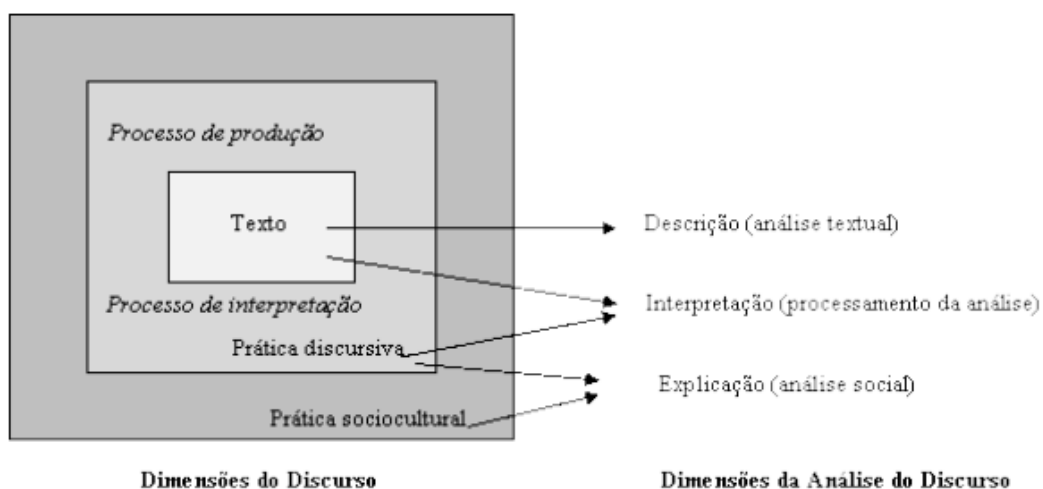 Processo de produção
Texto
Descrição (análise textual)
Processo de interpretação
Interpretação (processamento da análise)
Prática discursiva
Explicação (análise social)
Prática sociocultural
Dimensões do Discurso
Dimensões da Análise do Discurso